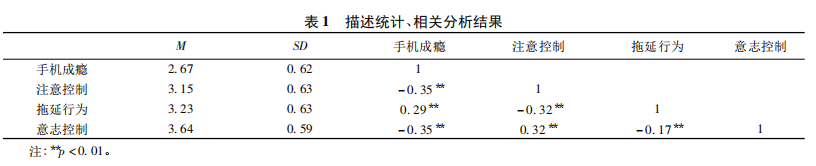 表 1 描述统计、相关分析结果
M SD 手机成瘾 注意控制 拖延行为 意志控制
手机成瘾 2.67 0.62 1
注意控制 3.15 0.63 -0.35** 1
拖延行为 3.23 0.63 0.29** -0.32** 1
意志控制 3.64 0.59 -0.35** 0.32** -0.17** 1
注:**p <0.01。